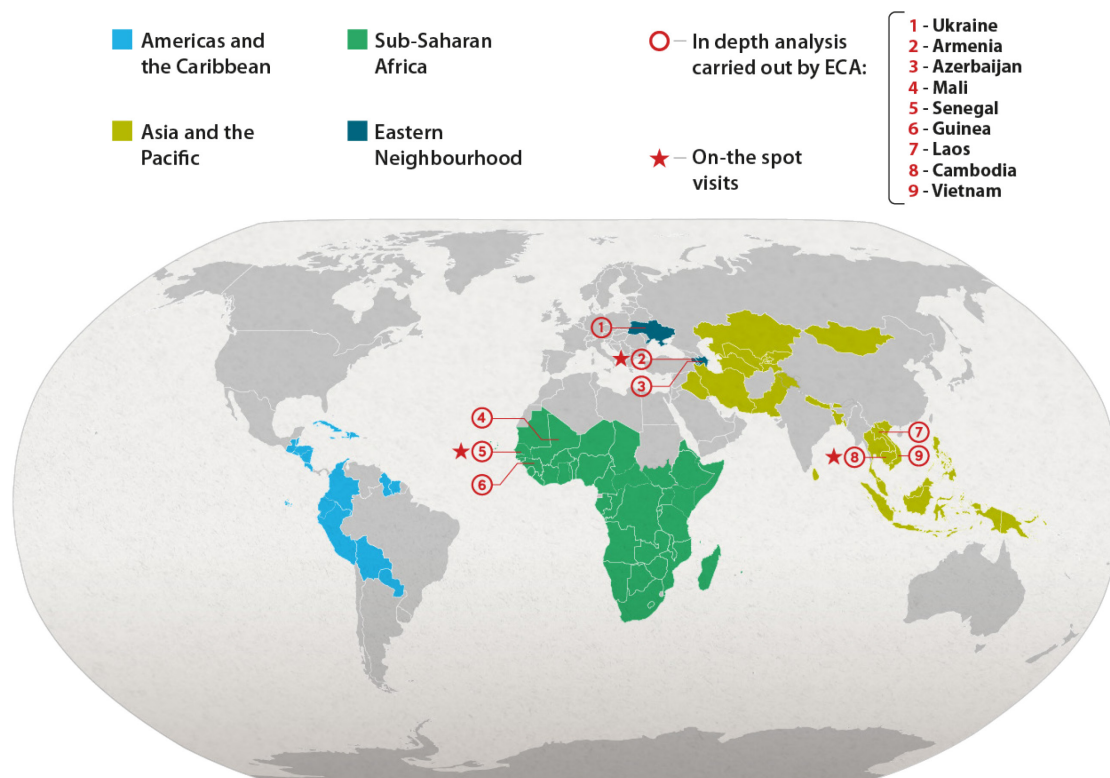 Americas and
the Caribbean
Sub-Saharan
Africa
In depth analysis
carried out by ECA:
Asia and the
Pacific
Eastern
Neighbourhood
On-the spot
visits
1 - Ukraine
2 - Armenia
3 - Azerbaijan
4 - Mali
5 - Senegal
6 - Guinea
7 - Laos
8 - Cambodia
9 - Vietnam
1
2
3
4
5
6
7
8
9